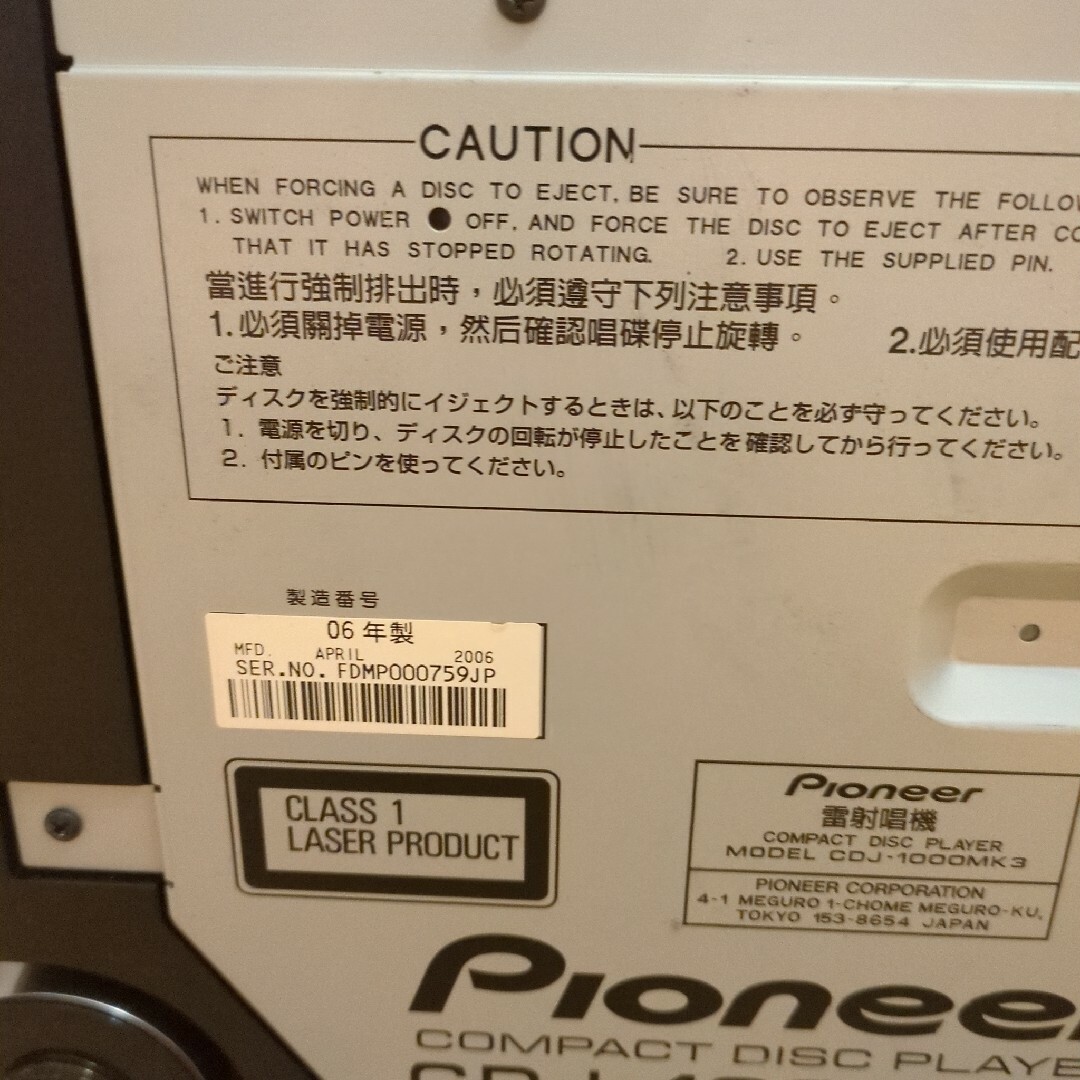 CAUTION
WHEN FORCING A DISC TO EJECT, BE SURE TO OBSERVE THE
1. SWITCH POWER ● OFF, AND FORCE THE DISC TO EJECT AFTER
THAT IT HAS STOPPED ROTATING. 2. USE THE SUPPLIED PIN.
當進行強制排出時，必須遵守下列注意事項。
1.必須關掉電源，然后確認唱碟停止旋轉。 2.必須使用配
ご注意
ディスクを強制的にイジェクトするときは、以下のことを必ず守ってください。
1. 電源を切り、ディスクの回転が停止したことを確認してから行ってください。
2. 付属のピンを使ってください。
製造番号
06年製
MFD. APRIL 2006
SER.NO. FDMP000759JP
CLASS 1
LASER PRODUCT
Pioneer
雷射唱機
COMPACT DISC PLAYER
MODEL CDJ-1000MK3
PIONEER CORPORATION
4-1 MEGURO 1-CHOME MEGURO-KU,
TOKYO 153-8654 JAPAN
Pioneer
COMPACT DISC PLAYE